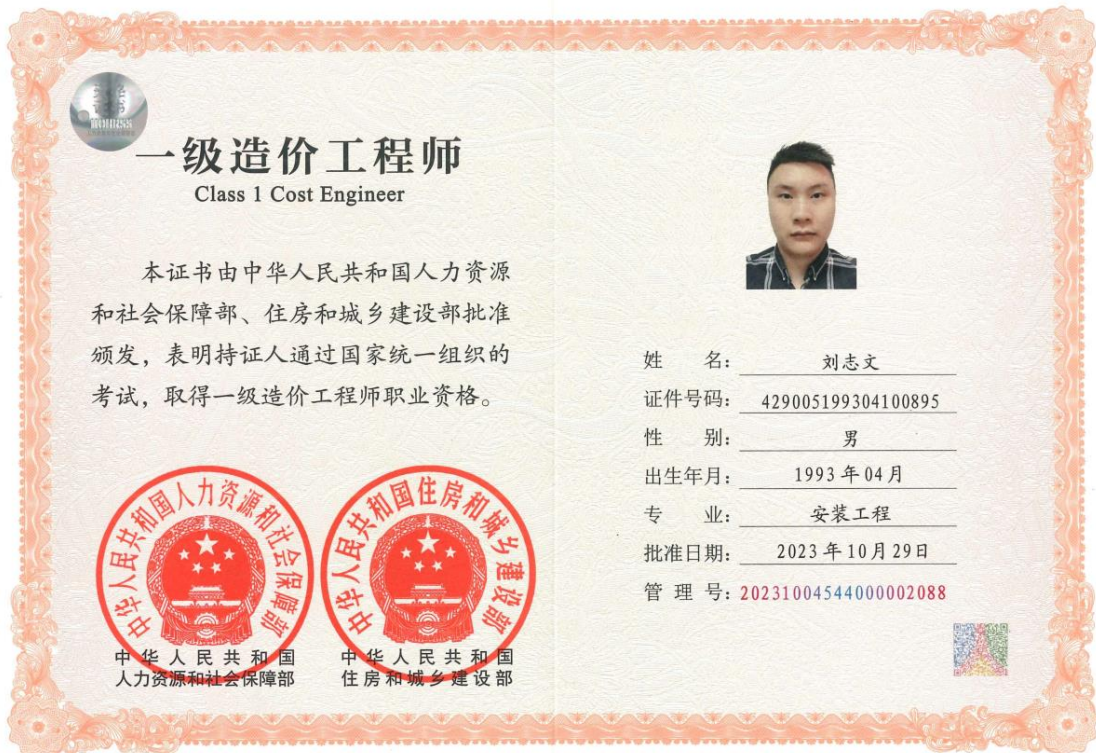 一级造价工程师
Class 1 Cost Engineer
本证书由中华人民共和国人力资源
和社会保障部、住房和城乡建设部批准
颁发，表明持证人通过国家统一组织的
考试，取得一级造价工程师职业资格。
中华人民共和国人力资源和社会保障部
中华人民共和国
人力资源和社会保障部
中华人民共和国住房和城乡建设部
中华人民共和国
住房和城乡建设部
姓名：刘志文
证件号码：429005199304100895
性别：男
出生年月：1993年04月
专业：安装工程
批准日期：2023年10月29日
管理号：20231004544000002088